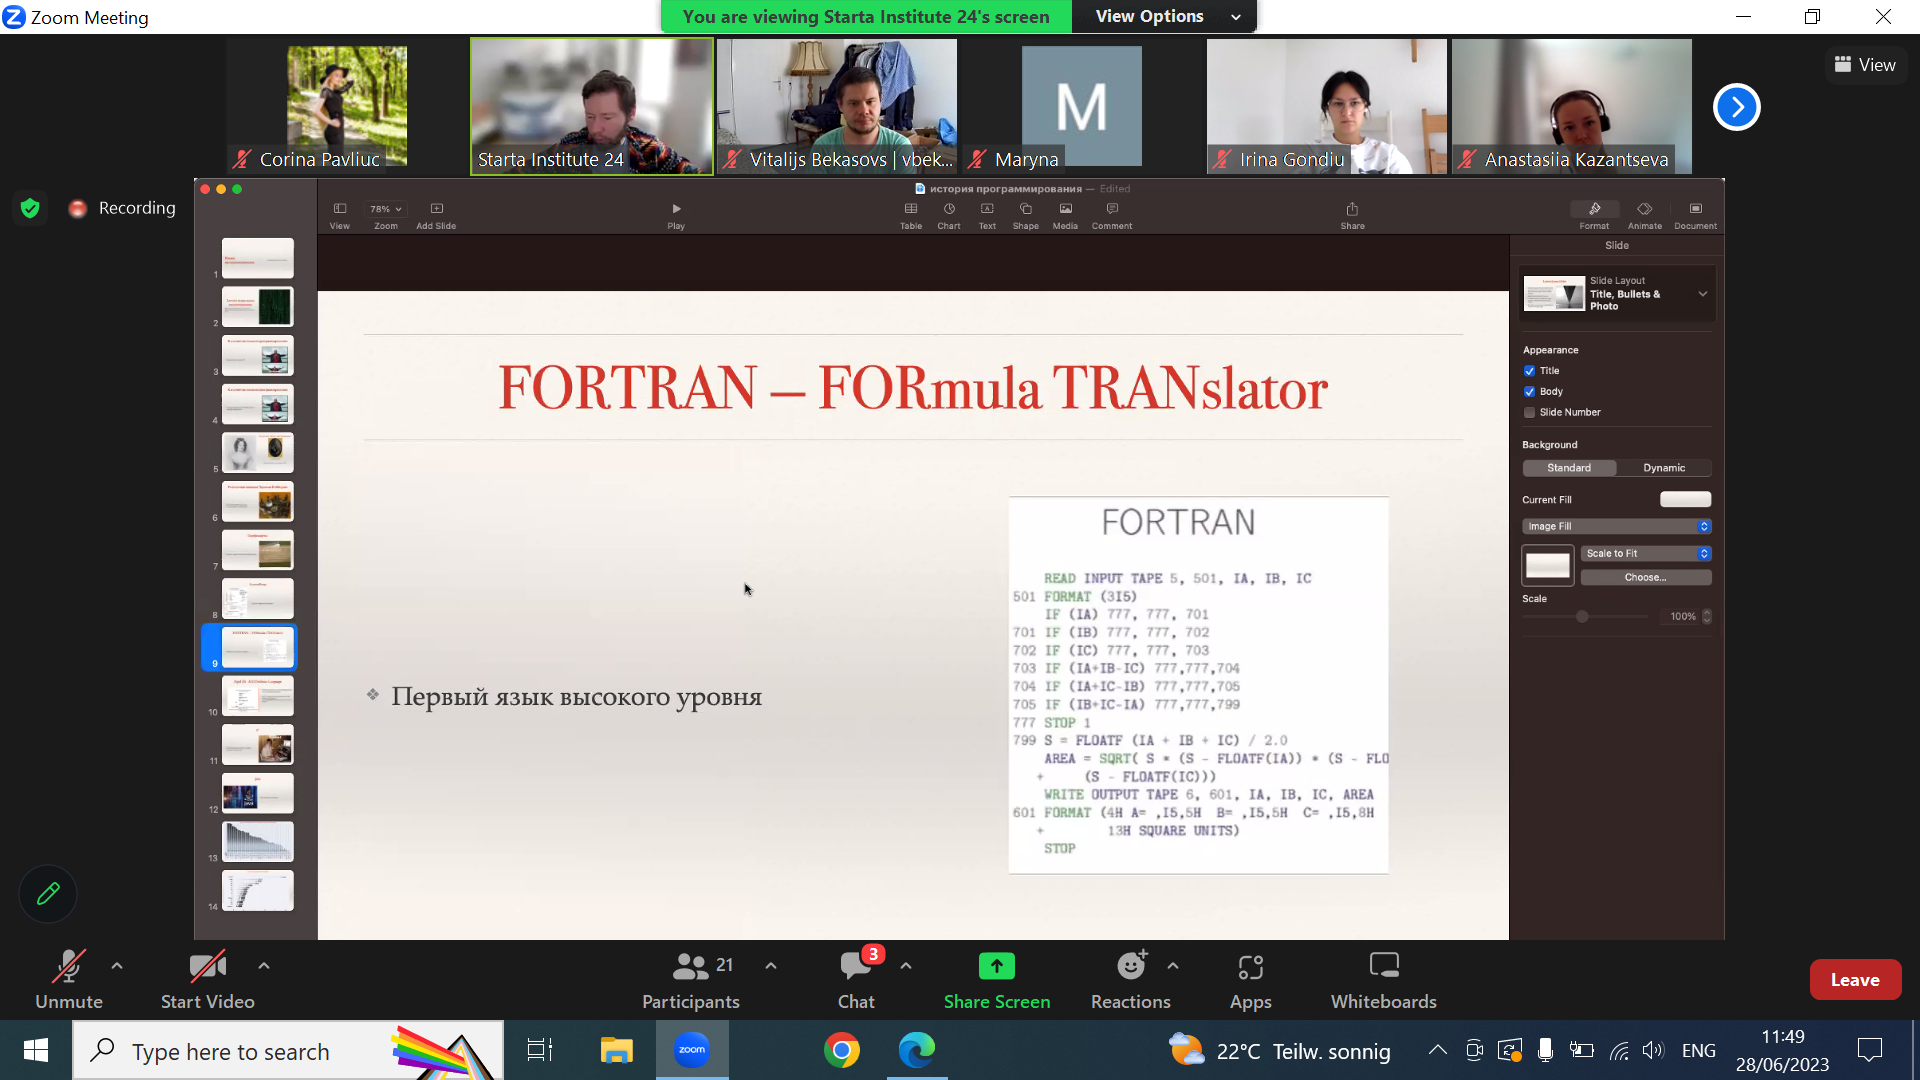 Zoom Meeting
You are viewing Starta Institute 24's screen
View Options
View
Corina Pavliuc
Starta Institute 24
Vitalijs Bekasovs | vbek...
M
Maryna
Irina Gondiu
Anastasiia Kazantseva
Recording
история программирования — Edited
78%
View
Zoom
Add Slide
Play
Table
Chart
Text
Shape
Media
Comment
Share
Format
Animate
Document
1
2
3
4
5
6
7
8
9
10
11
12
13
14
FORTRAN – FORmula TRANslator
Первый язык высокого уровня
FORTRAN
READ INPUT TAPE 5, 501, IA, IB, IC
501 FORMAT (3I5)
IF (IA) 777, 777, 701
701 IF (IB) 777, 777, 702
702 IF (IC) 777, 777, 703
703 IF (IA+IB-IC) 777,777,704
704 IF (IA+IC-IB) 777,777,705
705 IF (IB+IC-IA) 777,777,799
777 STOP 1
799 S = FLOATF (IA + IB + IC) / 2.0
AREA = SQRT( S * (S - FLOATF(IA)) * (S - FLO
+ (S - FLOATF(IC)))
WRITE OUTPUT TAPE 6, 601, IA, IB, IC, AREA
601 FORMAT (4H A= ,I5,5H B= ,I5,5H C= ,I5,8H
+ 13H SQUARE UNITS)
STOP
Slide
Slide Layout
Title, Bullets &
Photo
Appearance
Title
Body
Slide Number
Background
Standard
Dynamic
Current Fill
Image Fill
Scale to Fit
Choose...
Scale
100%
Unmute
Start Video
21
Participants
3
Chat
Share Screen
Reactions
Apps
Whiteboards
Leave
Type here to search
zoom
22°C Teilw. sonnig
ENG
11:49
28/06/2023